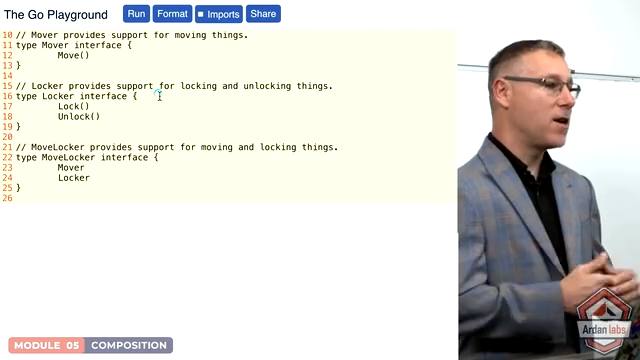 The Go Playground
Run
Format
Imports
Share
10 // Mover provides support for moving things.
11 type Mover interface {
12 Move()
13 }
14
15 // Locker provides support for locking and unlocking things.
16 type Locker interface {
17 Lock()
18 Unlock()
19 }
20
21 // MoveLocker provides support for moving and locking things.
22 type MoveLocker interface {
23 Mover
24 Locker
25 }
26
MODULE 05 COMPOSITION
Ardan labs